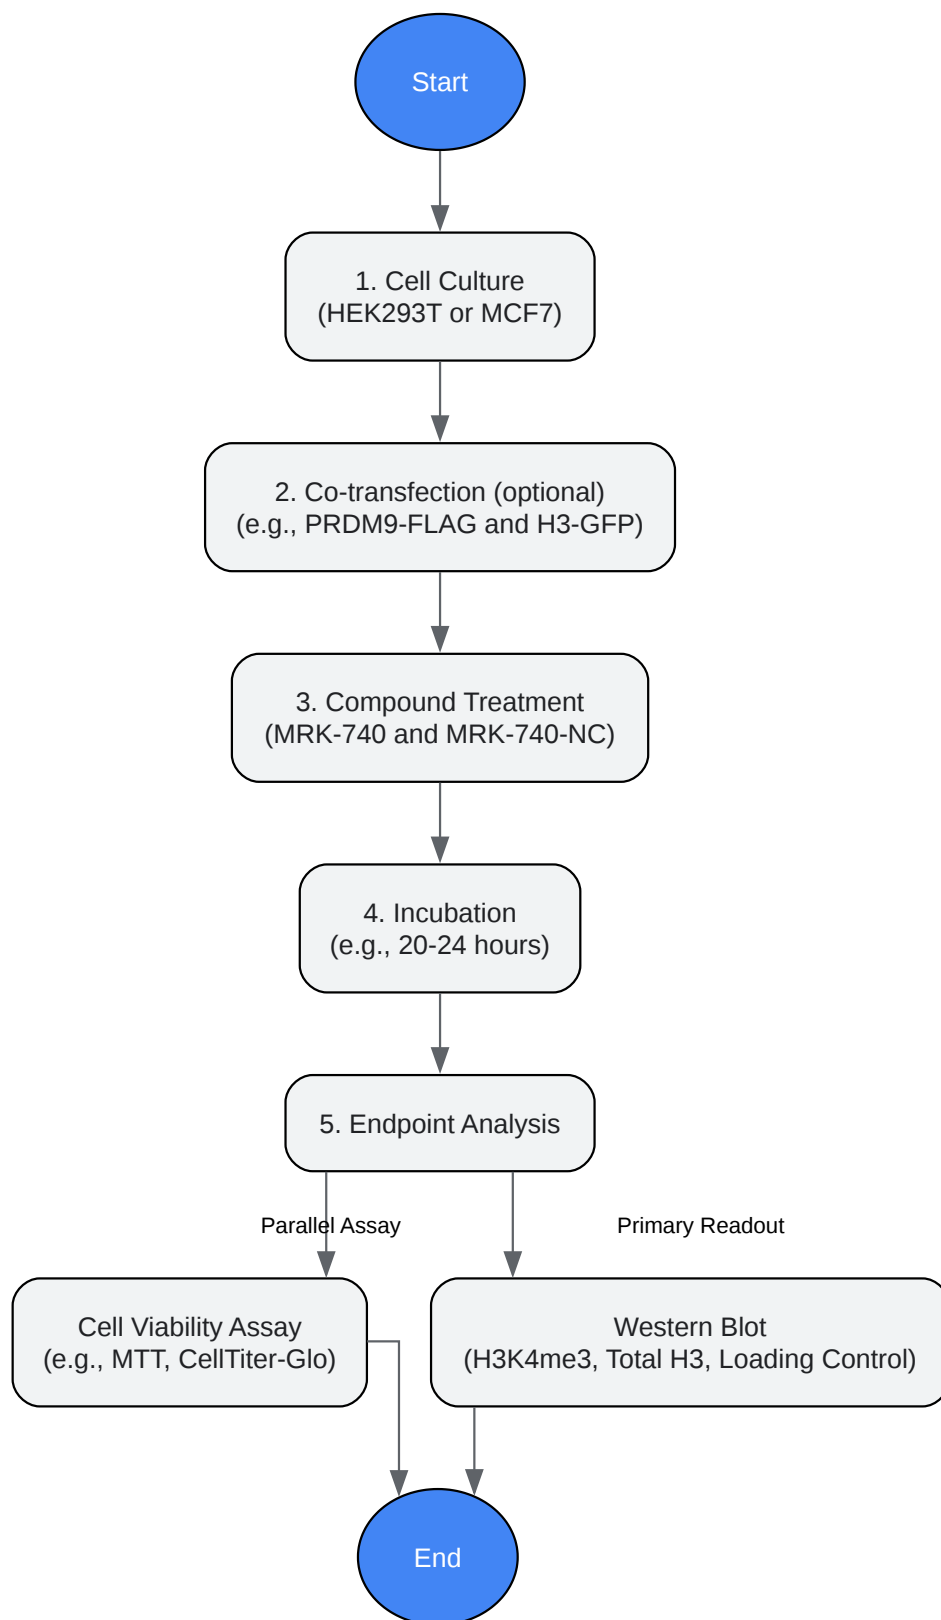 Start
1. Cell Culture
(HEK293T or MCF7)
2. Co-transfection (optional)
(e.g., PRDM9-FLAG and H3-GFP)
3. Compound Treatment
(MRK-740 and MRK-740-NC)
4. Incubation
(e.g., 20-24 hours)
5. Endpoint Analysis
Parallel Assay
Primary Readout
Cell Viability Assay
(e.g., MTT, CellTiter-Glo)
Western Blot
(H3K4me3, Total H3, Loading Control)
End